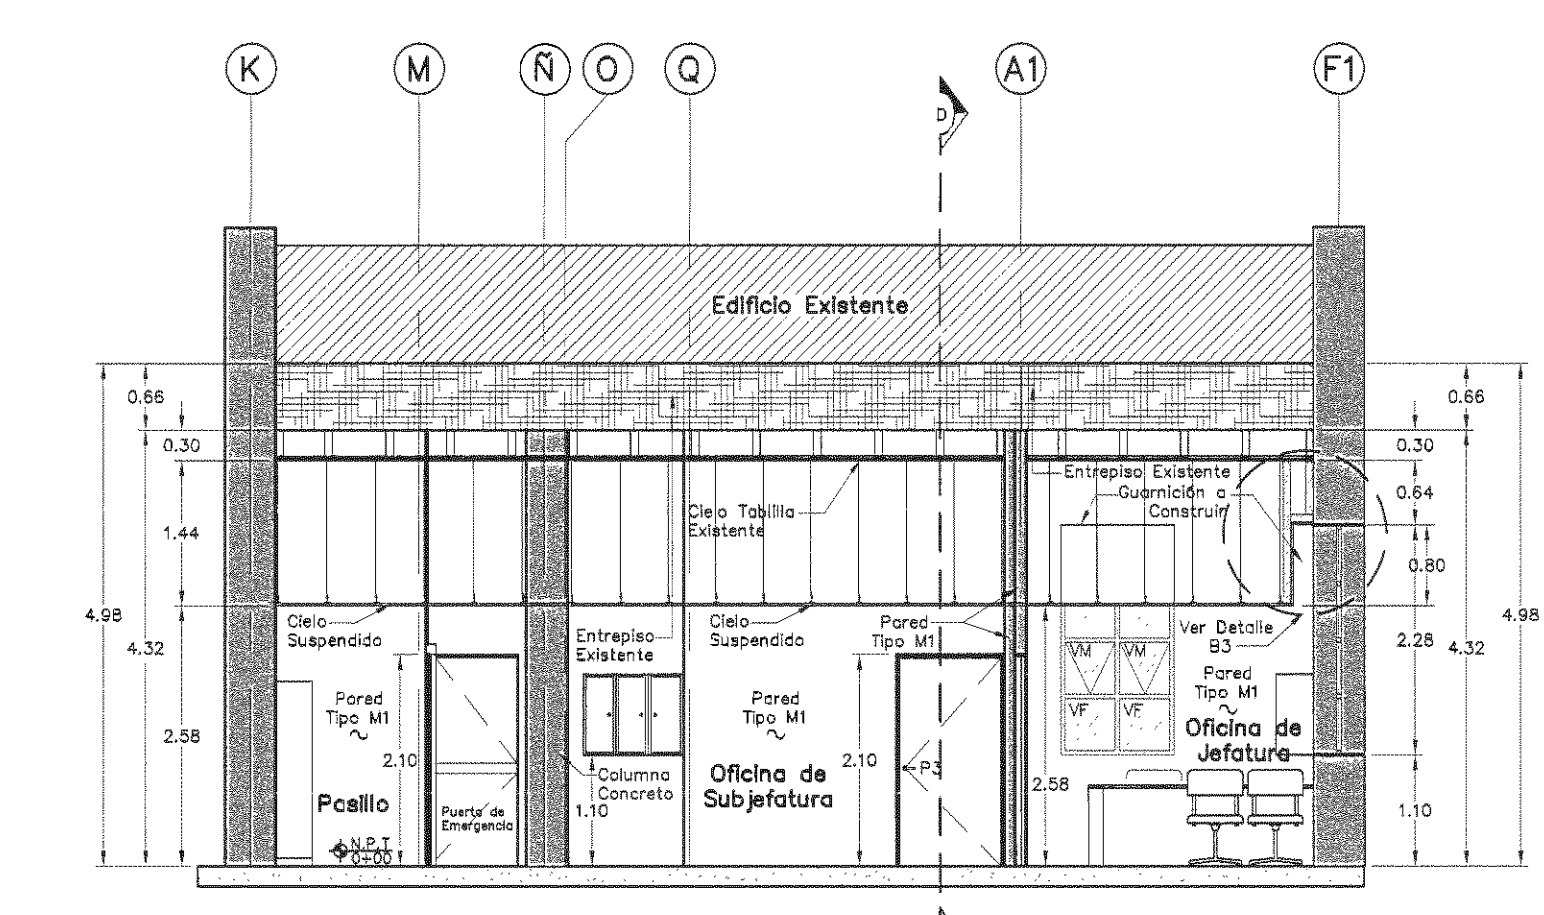 K
M
Ñ
O
Q
A1
F1
D
Edificio Existente
0.66
0.30
1.44
4.98
4.32
2.58
0.66
0.30
0.64
0.80
2.28
4.32
4.98
1.10
Entrepiso Existente
Guarnición a
Construir
Cielo Tablilla
Existente
Cielo
Suspendido
Entrepiso
Existente
Cielo
Suspendido
Pared
Tipo M1
Ver Detalle
B3
VM
VM
VF
VF
Pared
Tipo M1
Pared
Tipo M1
Pared
Tipo M1
Oficina de
Jefatura
2.10
2.10
2.58
P3
Columna
Concreto
1.10
Oficina de
Subjefatura
Pasillo
Puerta de
Emergencia
N.P.T
0+00